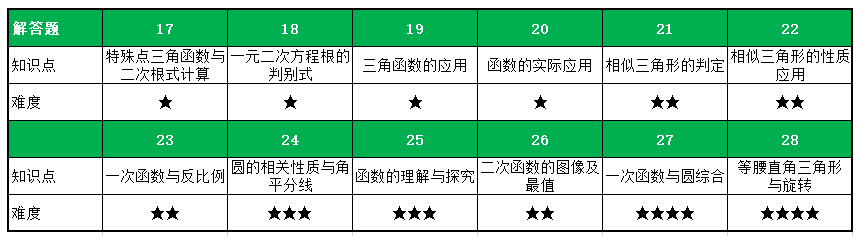 解答题 17 18 19 20 21 22
知识点 特殊点三角函数与二次根式计算 一元二次方程根的判别式 三角函数的应用 函数的实际应用 相似三角形的判定 相似三角形的性质应用
难度 ★ ★ ★ ★ ★★ ★★
23 24 25 26 27 28
知识点 一次函数与反比例 圆的相关性质与角平分线 函数的理解与探究 二次函数的图像及最值 一次函数与圆综合 等腰直角三角形与旋转
难度 ★★ ★★★ ★★★ ★★ ★★★★ ★★★★